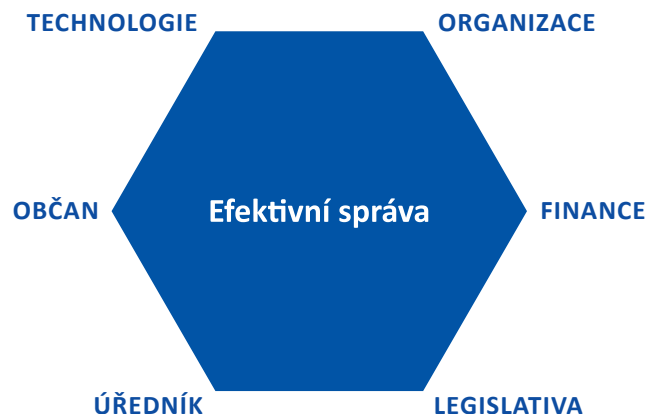 TECHNOLOGIE
ORGANIZACE
OBČAN
Efektivní správa
FINANCE
ÚŘEDNÍK
LEGISLATIVA